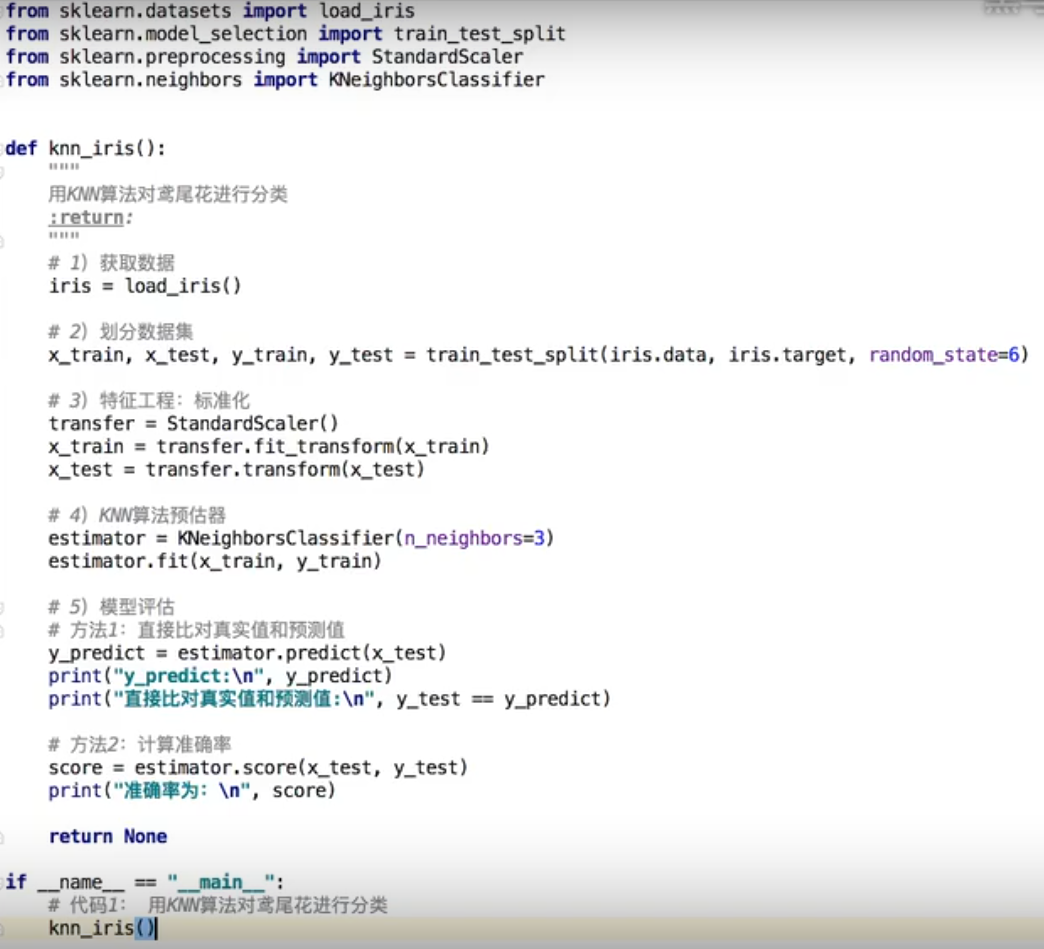 from sklearn.datasets import load_iris
from sklearn.model_selection import train_test_split
from sklearn.preprocessing import StandardScaler
from sklearn.neighbors import KNeighborsClassifier
def knn_iris():
    """
    用KNN算法对鸢尾花进行分类
    :return:
    """
    # 1）获取数据
    iris = load_iris()
    # 2）划分数据集
    x_train, x_test, y_train, y_test = train_test_split(iris.data, iris.target, random_state=6)
    # 3）特征工程：标准化
    transfer = StandardScaler()
    x_train = transfer.fit_transform(x_train)
    x_test = transfer.transform(x_test)
    # 4）KNN算法预估器
    estimator = KNeighborsClassifier(n_neighbors=3)
    estimator.fit(x_train, y_train)
    # 5）模型评估
    # 方法1：直接比对真实值和预测值
    y_predict = estimator.predict(x_test)
    print("y_predict:\n", y_predict)
    print("直接比对真实值和预测值:\n", y_test == y_predict)
    # 方法2：计算准确率
    score = estimator.score(x_test, y_test)
    print("准确率为：\n", score)
    return None
if __name__ == "__main__":
    # 代码1： 用KNN算法对鸢尾花进行分类
    knn_iris()